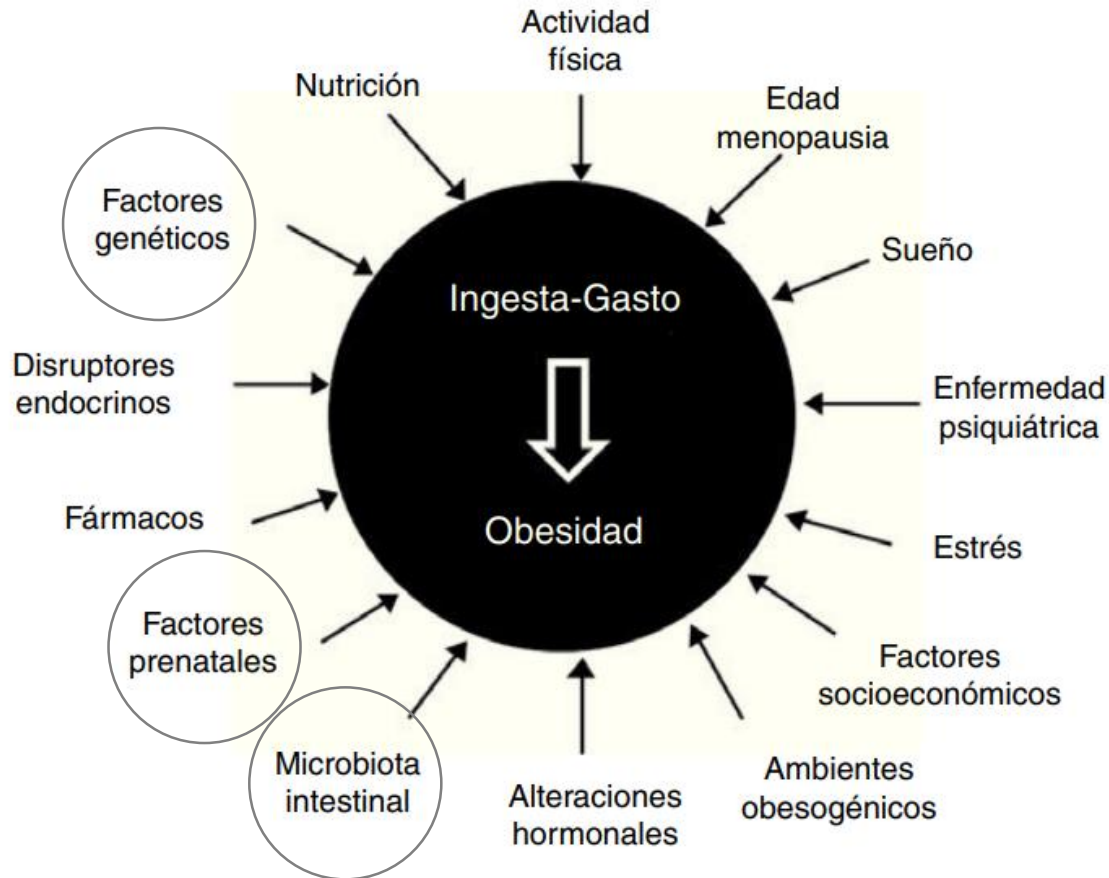 Actividad
física
Nutrición
Edad
menopausia
Factores
genéticos
Sueño
Ingesta-Gasto
Disruptores
endocrinos
Enfermedad
psiquiátrica
Fármacos
Obesidad
Estrés
Factores
prenatales
Factores
socioeconómicos
Microbiota
intestinal
Alteraciones
hormonales
Ambientes
obesogénicos